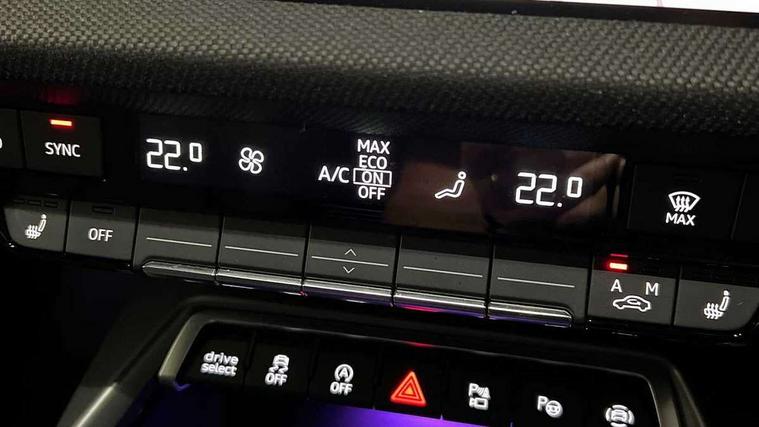 SYNC
22.0
A/C
MAX
ECO
ON
OFF
22.0
MAX
OFF
A M
drive
select
OFF
A
OFF
P
P